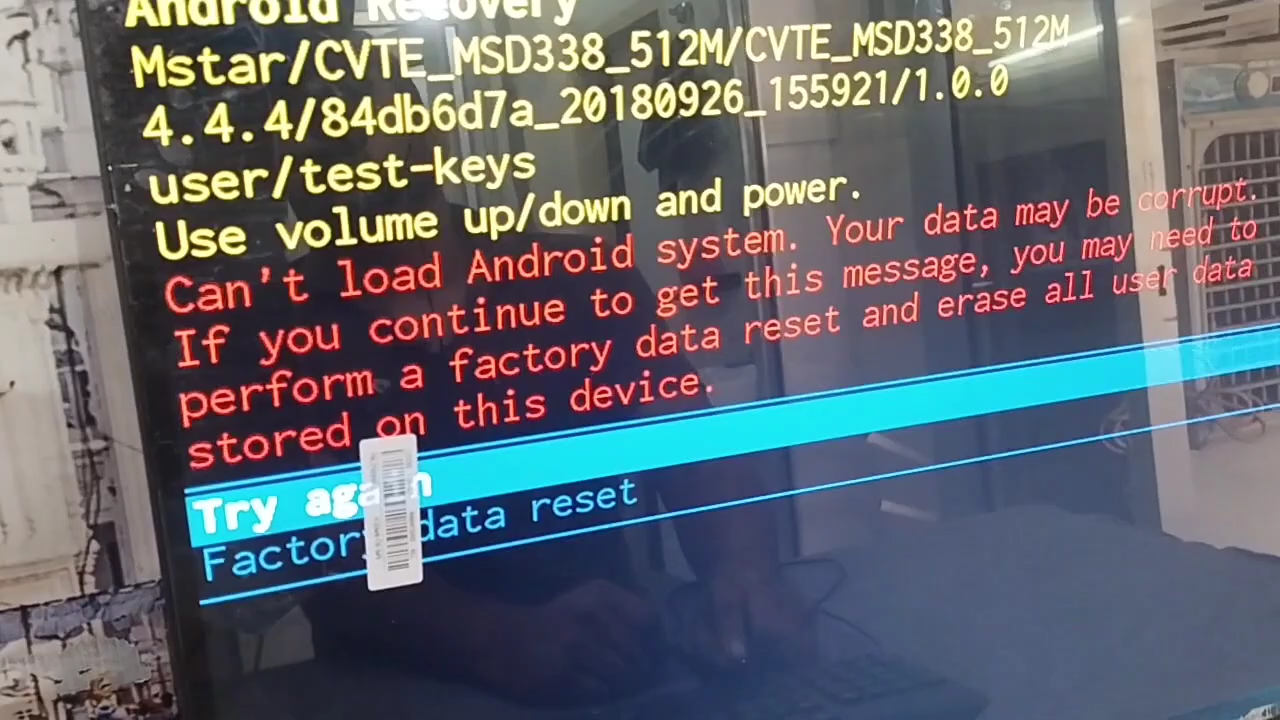 Android Recovery
Mstar/CVTE_MSD338_512M/CVTE_MSD338_512M
4.4.4/84db6d7a_20180926_155921/1.0.0
user/test-keys
Use volume up/down and power.
Can't load Android system. Your data may be corrupt.
If you continue to get this message, you may need to
perform a factory data reset and erase all user data
stored on this device.
Try again
Factory data reset